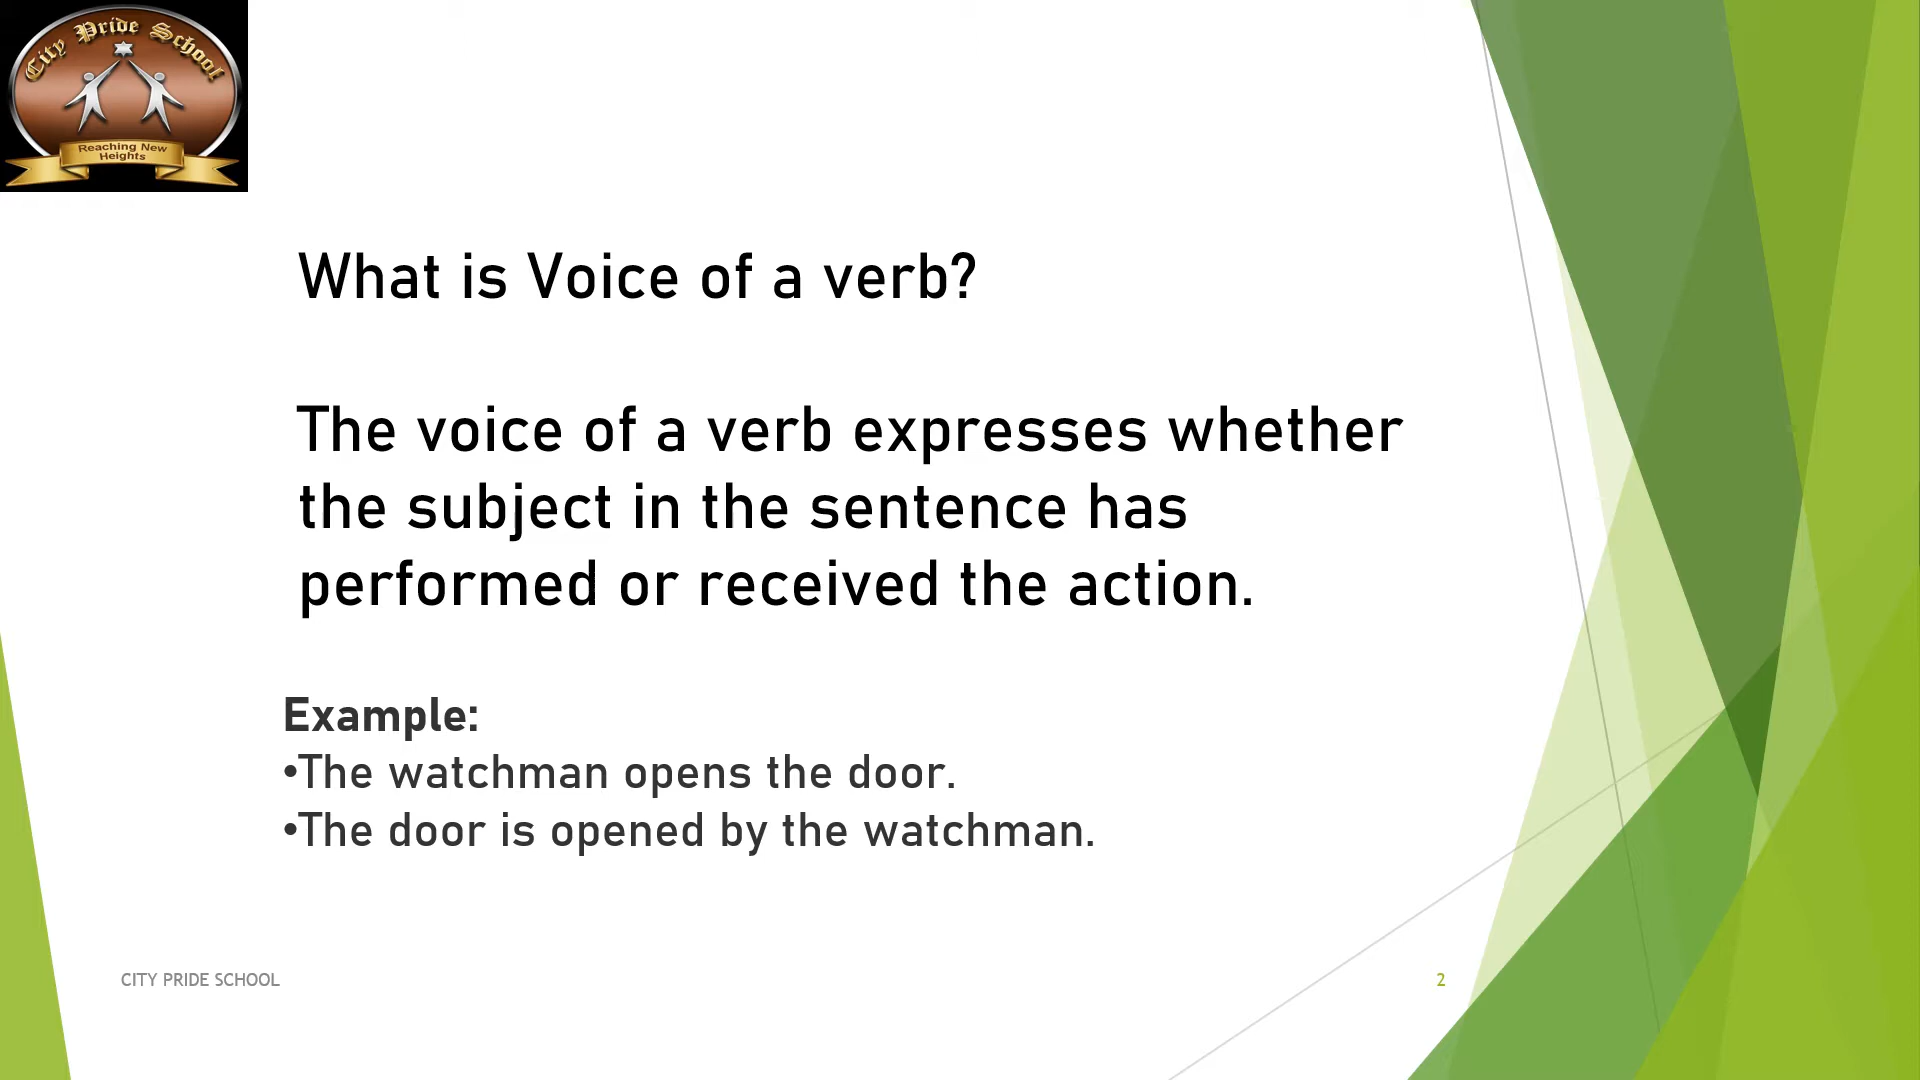 City Pride School
Reaching New
Heights
What is Voice of a verb?
The voice of a verb expresses whether
the subject in the sentence has
performed or received the action.
Example:
•The watchman opens the door.
•The door is opened by the watchman.
CITY PRIDE SCHOOL
2